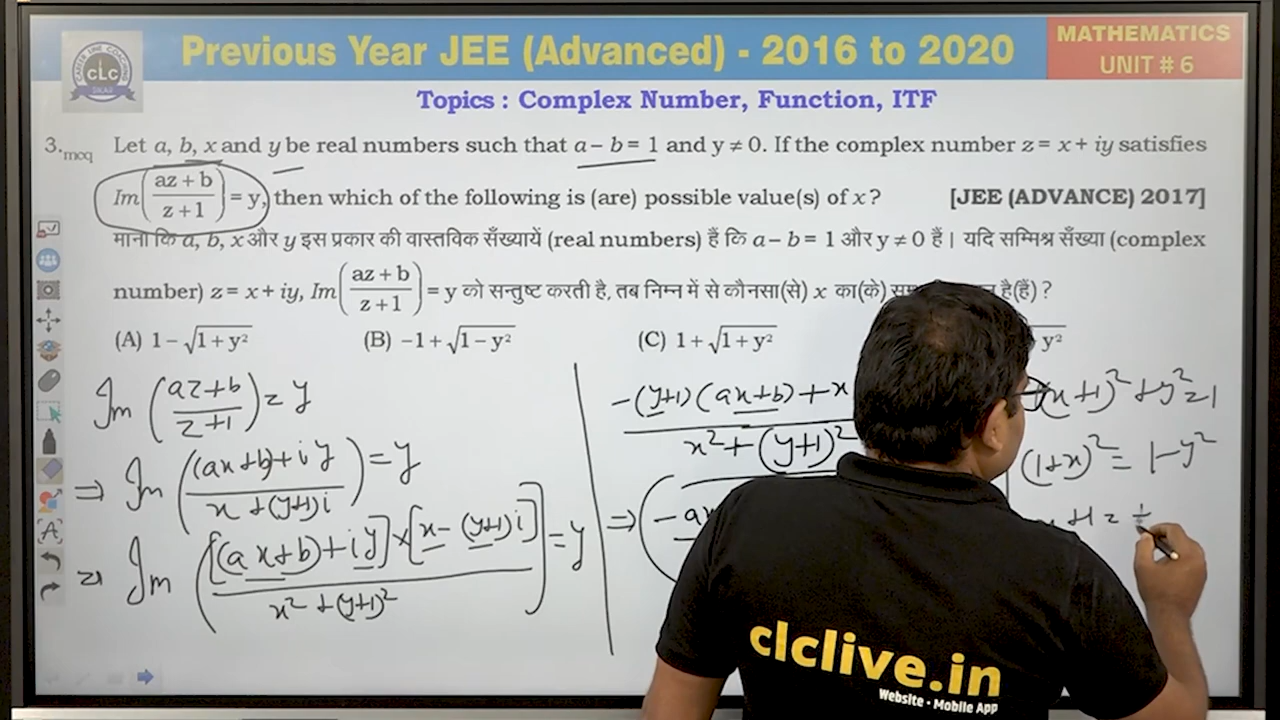 Previous Year JEE (Advanced) - 2016 to 2020
MATHEMATICS
UNIT # 6
CLC
SIKAR
Topics : Complex Number, Function, ITF
3.mcq Let a, b, x and y be real numbers such that a – b = 1 and y ≠ 0. If the complex number z = x + iy satisfies
Im((az + b)/(z + 1)) = y, then which of the following is (are) possible value(s) of x? [JEE (ADVANCE) 2017]
माना कि a, b, x और y इस प्रकार की वास्तविक सँख्यायें (real numbers) हैं कि a – b = 1 और y ≠ 0 हैं। यदि सम्मिश्र सँख्या (complex
number) z = x + iy, Im((az + b)/(z + 1)) = y को सन्तुष्ट करती है, तब निम्न में से कौनसा(से) x का(के) है(हैं) ?
(A) 1 – √(1 + y²) (B) –1 + √(1 – y²) (C) 1 + √(1 + y²) y²
Im((az+b)/(z+1)) = y
⇒ Im(((ax+b)+iy)/(x+(y+1)i)) = y
⇒ Im([(ax+b)+iy]×[x-(y+1)i]/(x²+(y+1)²)) = y
-(y+1)(ax+b)+x
x²+(y+1)²
⇒ (-ax
(x+1)²+y²=1
(1+x)² = 1-y²
+1 = ±
clclive.in
Website • Mobile App